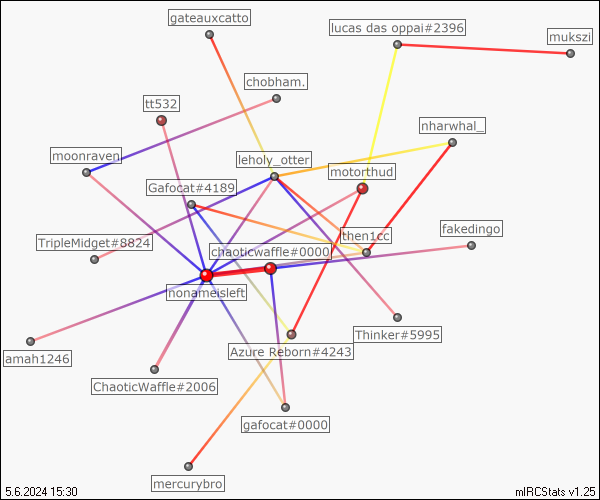 gateauxcatto
lucas das oppai#2396
mukszi
chobham.
tt532
nharwhal_
moonraven
leholy_otter
motorthud
Gafocat#4189
then1cc
fakedingo
TripleMidget#8824
chaoticwaffle#0000
nonameisleft
Thinker#5995
amah1246
Azure Reborn#4243
ChaoticWaffle#2006
gafocat#0000
mercurybro
5.6.2024 15:30
mIRCStats v1.25